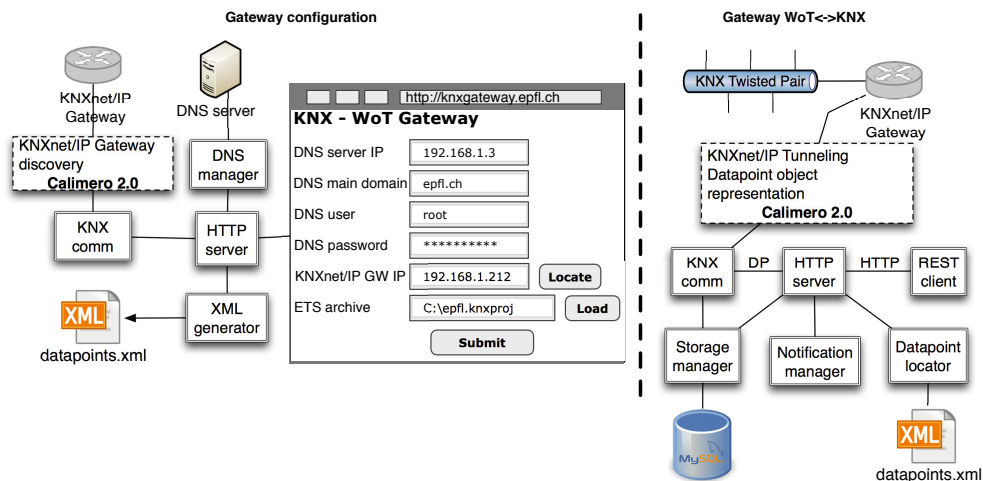 Gateway configuration
KNXnet/IP
Gateway
DNS server
KNXnet/IP Gateway
discovery
Calimero 2.0
DNS
manager
KNX
comm
HTTP
server
XML
generator
XML
datapoints.xml
http://knxgateway.epfl.ch
KNX - WoT Gateway
DNS server IP 192.168.1.3
DNS main domain epfl.ch
DNS user root
DNS password **********
KNXnet/IP GW IP 192.168.1.212 Locate
ETS archive C:\epfl.knxproj Load
Submit
Gateway WoT<->KNX
KNX Twisted Pair
KNXnet/IP
Gateway
KNXnet/IP Tunneling
Datapoint object
representation
Calimero 2.0
KNX
comm
DP
HTTP
server
HTTP
REST
client
Storage
manager
Notification
manager
Datapoint
locator
MySQL
XML
datapoints.xml